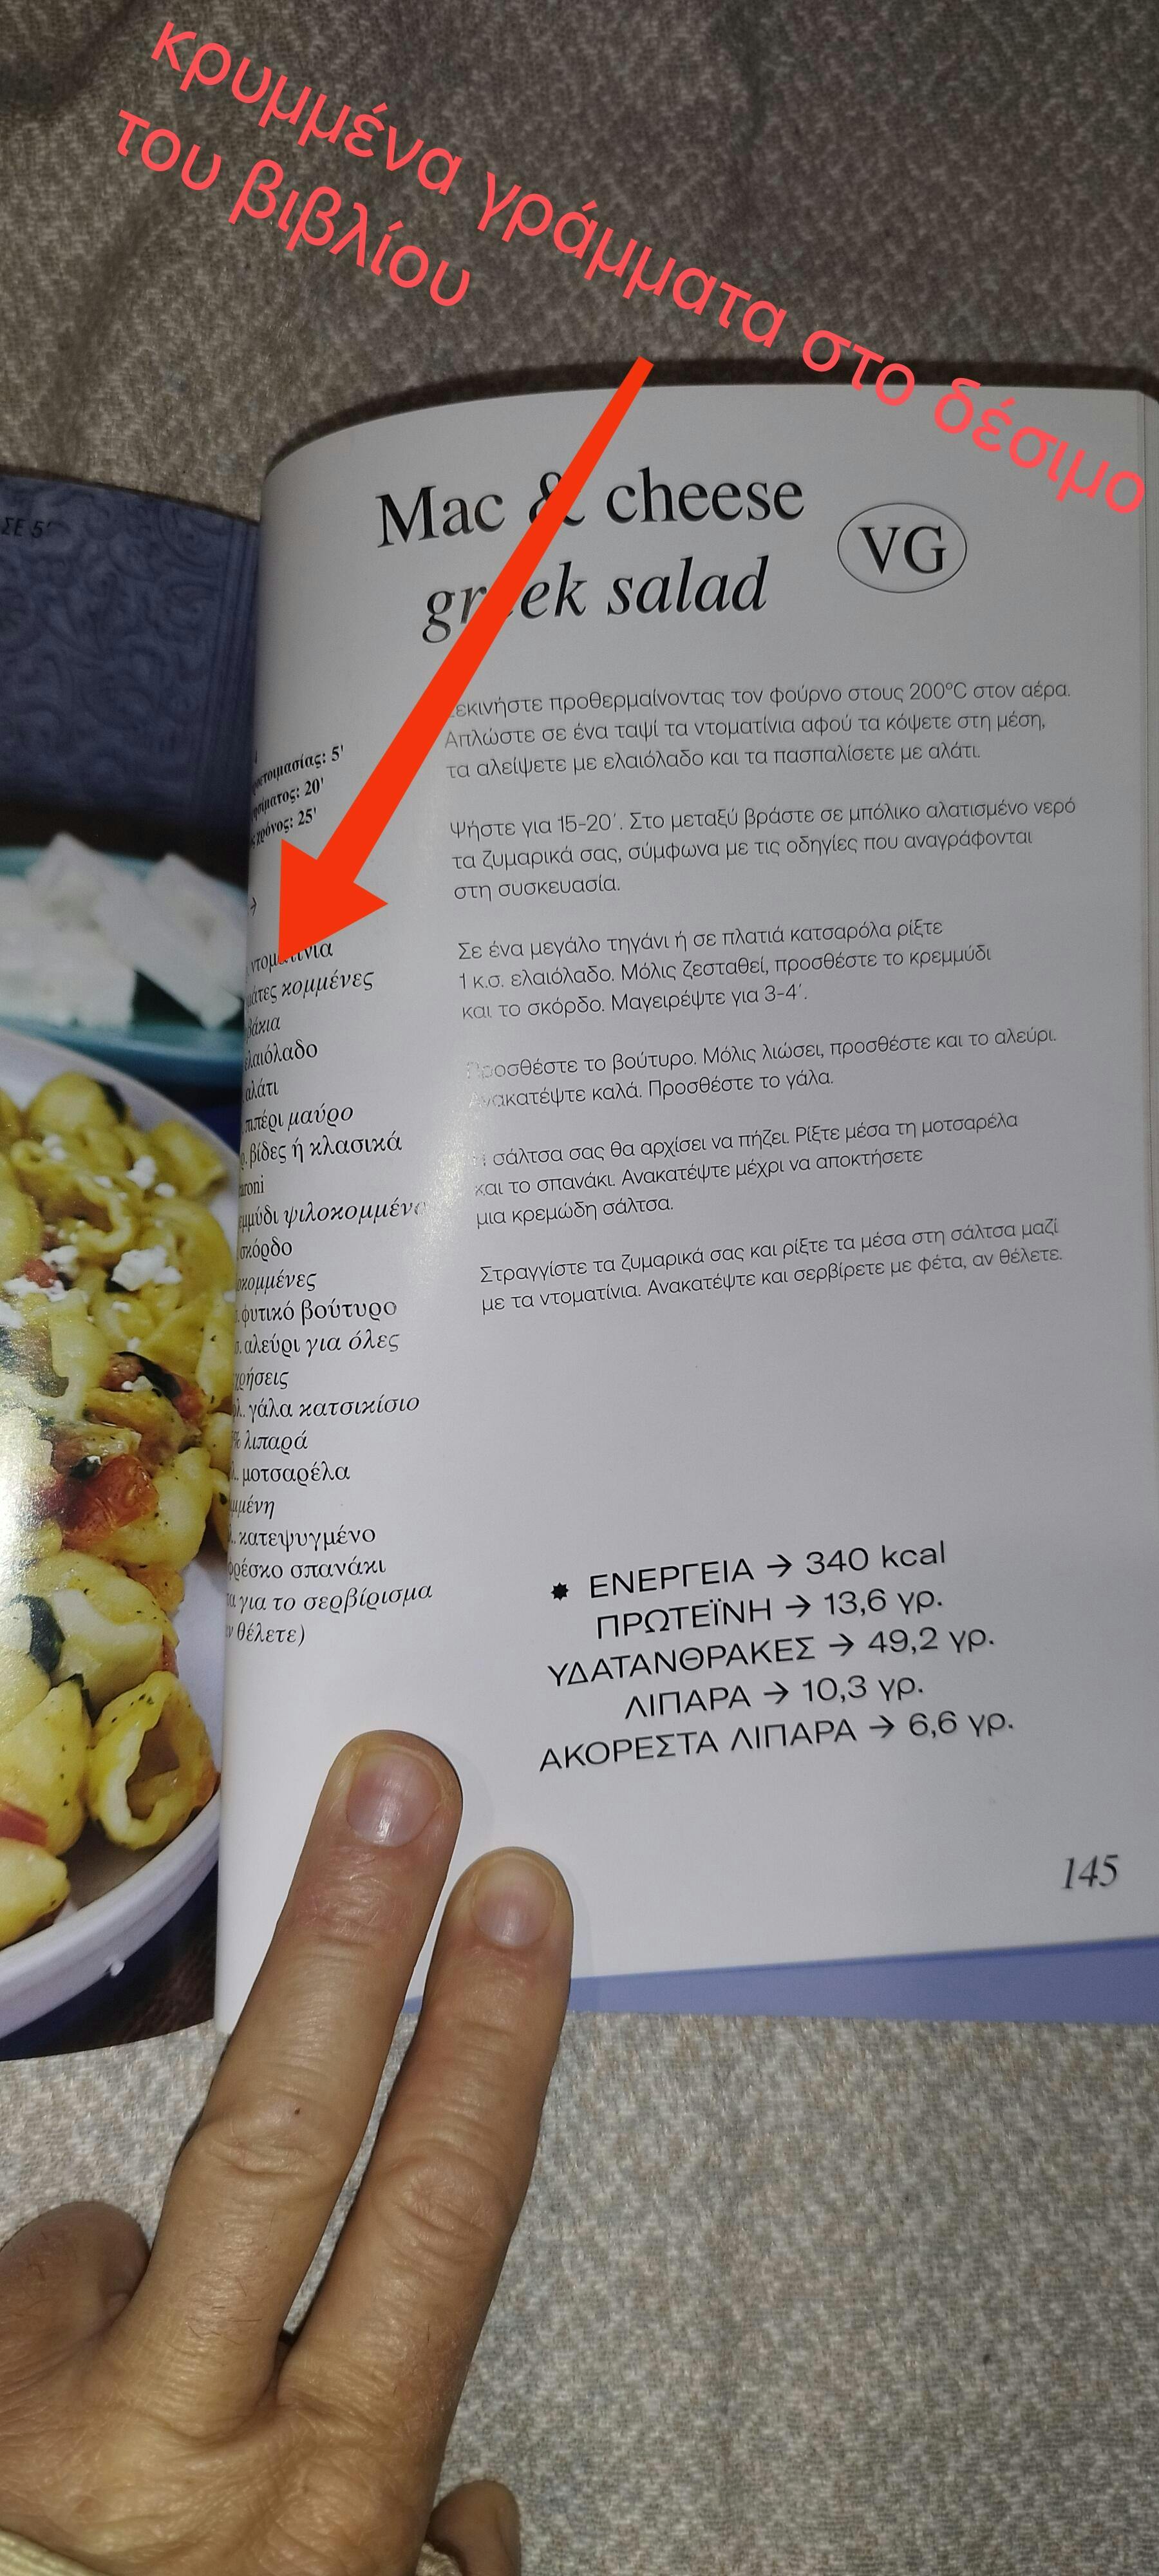 κρυμμένα γράμματα στο δέσιμο
του βιβλίου
ΣΕ 5'
Mac & cheese
greek salad
VG
5'
20'
χρόνος: 25'
→
κομμένες
ελαιόλαδο
αλάτι
πιπέρι μαύρο
βίδες ή κλασικά
ψιλοκομμένο
σκόρδο
φυτικό βούτυρο
αλεύρι για όλες
γάλα κατσικίσιο
% λιπαρά
μοτσαρέλα
κατεψυγμένο
σπανάκι
για το σερβίρισμα
θέλετε)
Ξεκινήστε προθερμαίνοντας τον φούρνο στους 200°C στον αέρα.
Απλώστε σε ένα ταψί τα ντοματίνια αφού τα κόψετε στη μέση,
τα αλείψετε με ελαιόλαδο και τα πασπαλίσετε με αλάτι.
Ψήστε για 15-20΄. Στο μεταξύ βράστε σε μπόλικο αλατισμένο νερό
τα ζυμαρικά σας, σύμφωνα με τις οδηγίες που αναγράφονται
στη συσκευασία.
Σε ένα μεγάλο τηγάνι ή σε πλατιά κατσαρόλα ρίξτε
1 κ.σ. ελαιόλαδο. Μόλις ζεσταθεί, προσθέστε το κρεμμύδι
και το σκόρδο. Μαγειρέψτε για 3-4΄.
Προσθέστε το βούτυρο. Μόλις λιώσει, προσθέστε και το αλεύρι.
Ανακατέψτε καλά. Προσθέστε το γάλα.
Η σάλτσα σας θα αρχίσει να πήζει. Ρίξτε μέσα τη μοτσαρέλα
και το σπανάκι. Ανακατέψτε μέχρι να αποκτήσετε
μια κρεμώδη σάλτσα.
Στραγγίστε τα ζυμαρικά σας και ρίξτε τα μέσα στη σάλτσα μαζί
με τα ντοματίνια. Ανακατέψτε και σερβίρετε με φέτα, αν θέλετε.
ΕΝΕΡΓΕΙΑ → 340 kcal
ΠΡΩΤΕΪΝΗ → 13,6 γρ.
ΥΔΑΤΑΝΘΡΑΚΕΣ → 49,2 γρ.
ΛΙΠΑΡΑ → 10,3 γρ.
ΑΚΟΡΕΣΤΑ ΛΙΠΑΡΑ → 6,6 γρ.
145